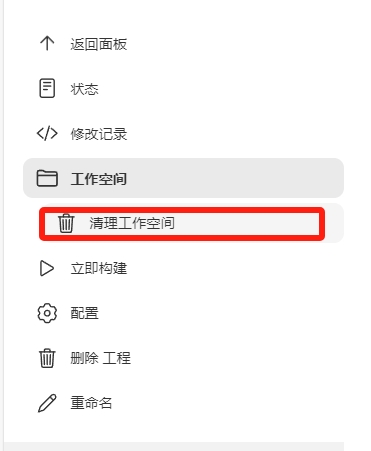 返回面板
状态
修改记录
工作空间
清理工作空间
立即构建
配置
删除 工程
重命名